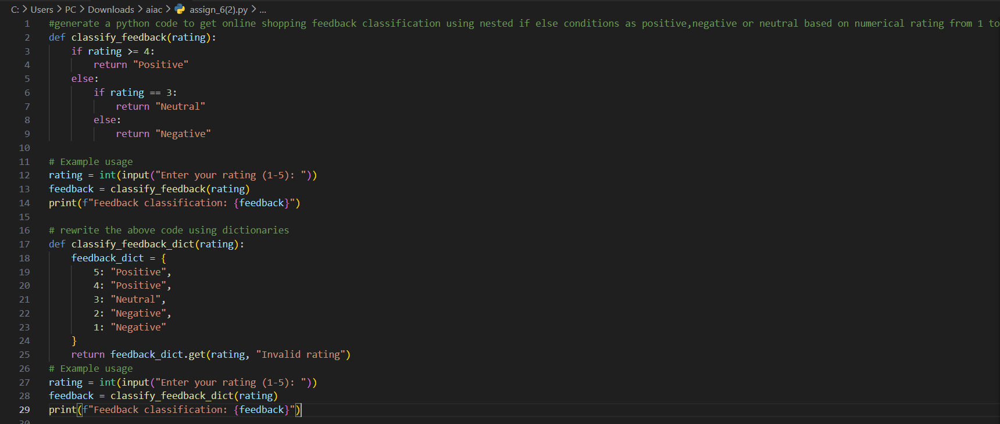 C: > Users > PC > Downloads > aiac > assign_6(2).py > ...
1 #generate a python code to get online shopping feedback classification using nested if else conditions as positive,negative or neutral based on numerical rating from 1 to
2 def classify_feedback(rating):
3     if rating >= 4:
4         return "Positive"
5     else:
6         if rating == 3:
7             return "Neutral"
8         else:
9             return "Negative"
10
11 # Example usage
12 rating = int(input("Enter your rating (1-5): "))
13 feedback = classify_feedback(rating)
14 print(f"Feedback classification: {feedback}")
15
16 # rewrite the above code using dictionaries
17 def classify_feedback_dict(rating):
18     feedback_dict = {
19         5: "Positive",
20         4: "Positive",
21         3: "Neutral",
22         2: "Negative",
23         1: "Negative"
24     }
25     return feedback_dict.get(rating, "Invalid rating")
26 # Example usage
27 rating = int(input("Enter your rating (1-5): "))
28 feedback = classify_feedback_dict(rating)
29 print(f"Feedback classification: {feedback}")
30